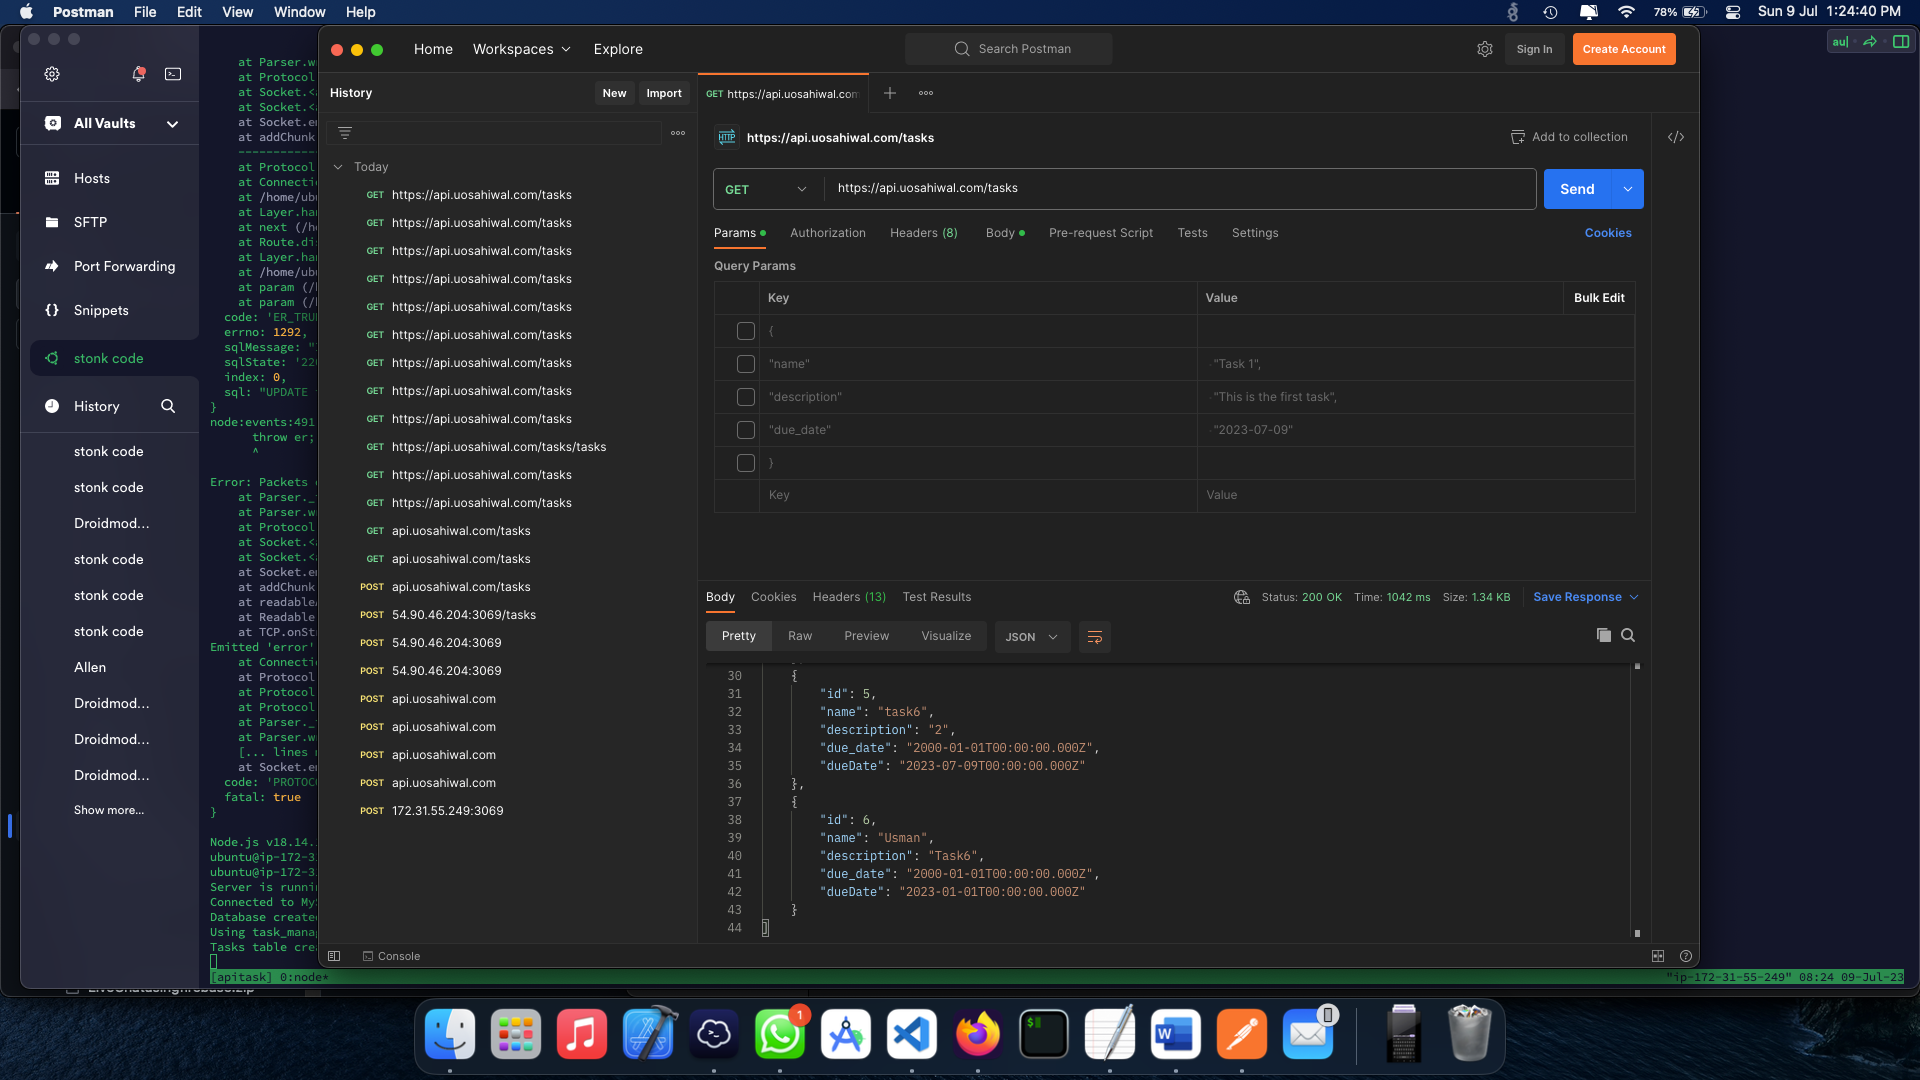 Postman File Edit View Window Help
78% Sun 9 Jul 1:24:40 PM
au|
All Vaults
Hosts
SFTP
Port Forwarding
Snippets
stonk code
History
stonk code
stonk code
Droidmod...
stonk code
stonk code
stonk code
Allen
Droidmod...
Droidmod...
Droidmod...
Show more...
at Parser.w
at Protocol
at Socket.<
at Socket.<
at Socket.e
at addChunk
at Protocol
at Connecti
at /home/ub
at Layer.ha
at next (/h
at Route.di
at Layer.ha
at /home/ub
at param (/
at param (/
code: 'ER_TRU
errno: 1292,
sqlMessage: "
sqlState: '22
index: 0,
sql: "UPDATE
}
node:events:491
throw er;
^
Error: Packets
at Parser._
at Parser.w
at Protocol
at Socket.<
at Socket.<
at Socket.e
at addChunk
at readable
at Readable
at TCP.onSt
Emitted 'error'
at Connecti
at Protocol
at Protocol
at Protocol
at Parser._
at Parser.w
[... lines
at Socket.e
code: 'PROTOC
fatal: true
}
Node.js v18.14.
ubuntu@ip-172-3
ubuntu@ip-172-3
Server is runni
Connected to My
Database create
Using task_mana
Tasks table cre
[apitask] 0:node*
"ip-172-31-55-249" 08:24 09-Jul-23
Home Workspaces Explore
Search Postman
Sign In Create Account
History New Import
Today
GET https://api.uosahiwal.com/tasks
GET https://api.uosahiwal.com/tasks
GET https://api.uosahiwal.com/tasks
GET https://api.uosahiwal.com/tasks
GET https://api.uosahiwal.com/tasks
GET https://api.uosahiwal.com/tasks
GET https://api.uosahiwal.com/tasks
GET https://api.uosahiwal.com/tasks
GET https://api.uosahiwal.com/tasks
GET https://api.uosahiwal.com/tasks/tasks
GET https://api.uosahiwal.com/tasks
GET https://api.uosahiwal.com/tasks
GET api.uosahiwal.com/tasks
GET api.uosahiwal.com/tasks
POST api.uosahiwal.com/tasks
POST 54.90.46.204:3069/tasks
POST 54.90.46.204:3069
POST 54.90.46.204:3069
POST api.uosahiwal.com
POST api.uosahiwal.com
POST api.uosahiwal.com
POST api.uosahiwal.com
POST 172.31.55.249:3069
Console
GET https://api.uosahiwal.com
HTTP https://api.uosahiwal.com/tasks
Add to collection </>
GET https://api.uosahiwal.com/tasks Send
Params Authorization Headers (8) Body Pre-request Script Tests Settings Cookies
Query Params
Key Value Bulk Edit
{
"name" "Task 1",
"description" "This is the first task",
"due_date" "2023-07-09"
}
Key Value
Body Cookies Headers (13) Test Results
Status: 200 OK Time: 1042 ms Size: 1.34 KB Save Response
Pretty Raw Preview Visualize JSON
30 {
31 "id": 5,
32 "name": "task6",
33 "description": "2",
34 "due_date": "2000-01-01T00:00:00.000Z",
35 "dueDate": "2023-07-09T00:00:00.000Z"
36 },
37 {
38 "id": 6,
39 "name": "Usman",
40 "description": "Task6",
41 "due_date": "2000-01-01T00:00:00.000Z",
42 "dueDate": "2023-01-01T00:00:00.000Z"
43 }
44 ]
1